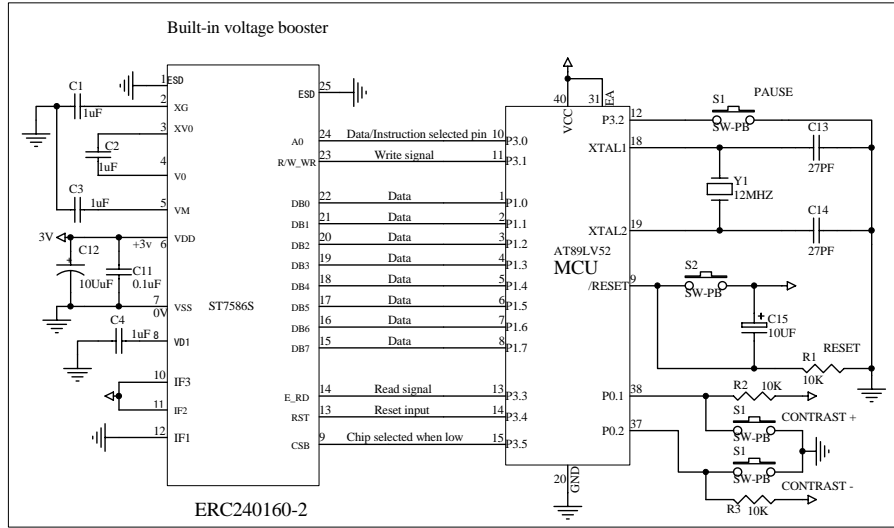 Built-in voltage booster
C1
1uF
C2
1uF
C3
1uF
3V
+3v
C12
10UuF
C11
0.1uF
0V
C4
1uF
1 ESD
2 XG
3 XV0
4 V0
5 VM
6 VDD
7 VSS
8 VD1
10 IF3
11 IF2
12 IF1
ST7586S
ERC240160-2
ESD 25
A0 24 Data/Instruction selected pin 10 P3.0
R/W_WR 23 Write signal 11 P3.1
DB0 22 Data 1 P1.0
DB1 21 Data 2 P1.1
DB2 20 Data 3 P1.2
DB3 19 Data 4 P1.3
DB4 18 Data 5 P1.4
DB5 17 Data 6 P1.5
DB6 16 Data 7 P1.6
DB7 15 Data 8 P1.7
E_RD 14 Read signal 13 P3.3
RST 13 Reset input 14 P3.4
CSB 9 Chip selected when low 15 P3.5
40 VCC
31 EA
AT89LV52
MCU
20 GND
P3.2 12
XTAL1 18
XTAL2 19
/RESET 9
P0.1 38
P0.2 37
S1 PAUSE
SW-PB
C13
27PF
Y1
12MHZ
C14
27PF
S2
SW-PB
C15
10UF
+
R1 RESET
10K
R2 10K
S1 CONTRAST +
SW-PB
S1
SW-PB CONTRAST -
R3 10K